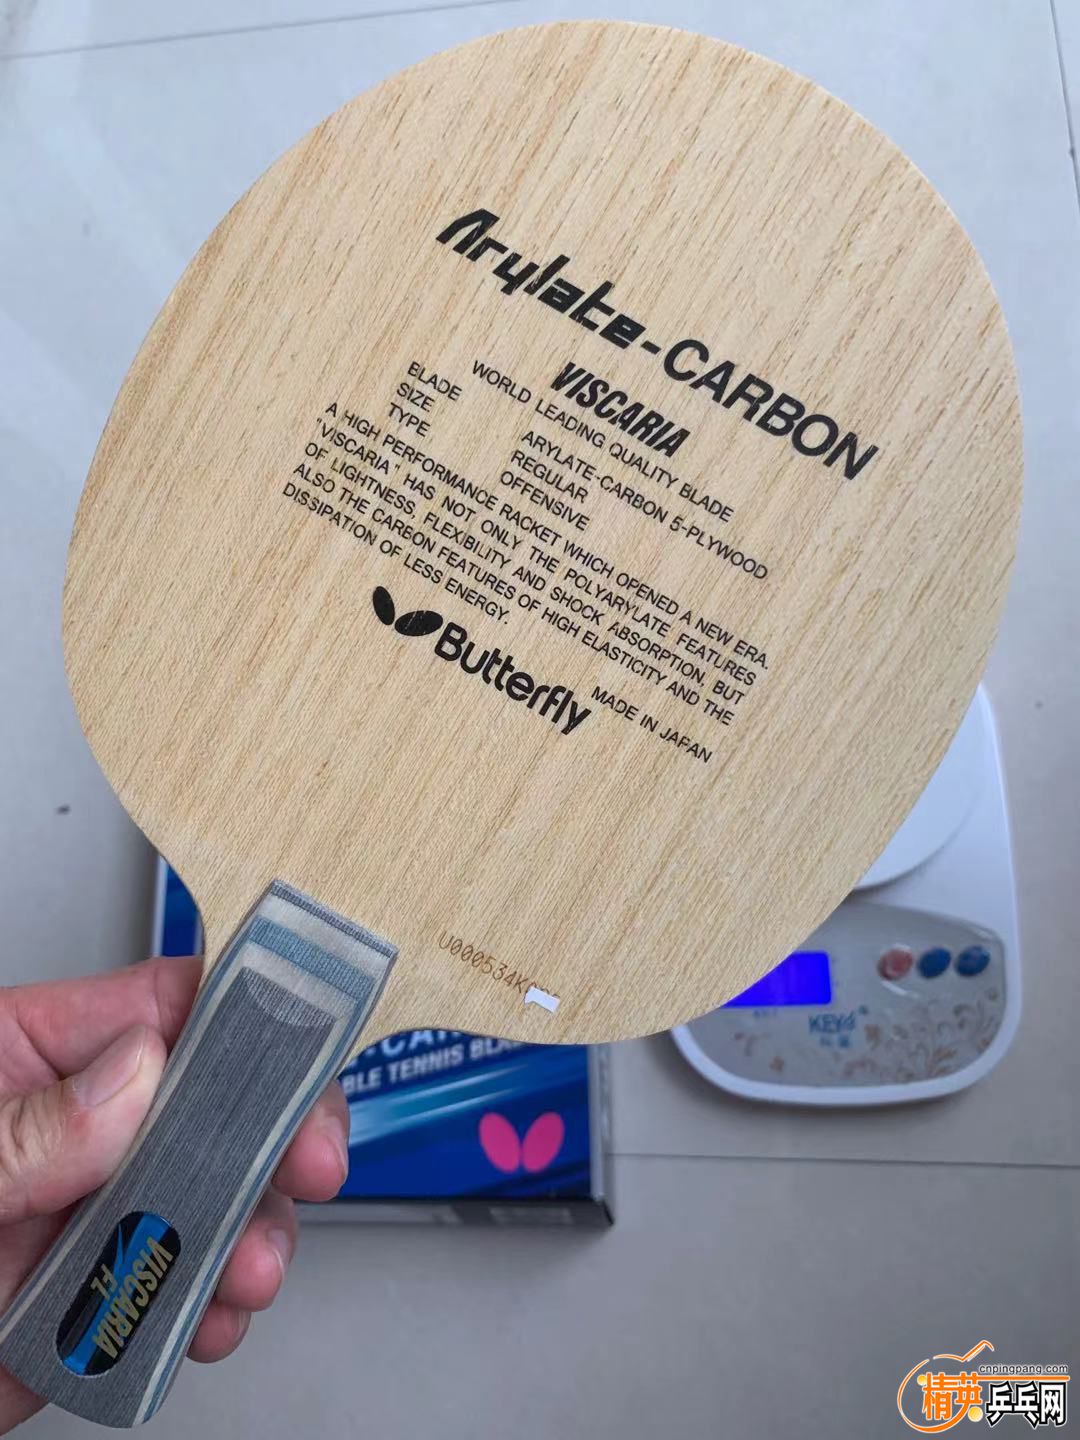 Arylate-CARBON
VISCARIA
WORLD LEADING QUALITY BLADE
BLADE ARYLATE-CARBON 5-PLYWOOD
SIZE REGULAR
TYPE OFFENSIVE
A HIGH PERFORMANCE RACKET WHICH OPENED A NEW ERA.
"VISCARIA" HAS NOT ONLY THE POLYARYLATE FEATURES
OF LIGHTNESS, FLEXIBILITY AND SHOCK ABSORPTION, BUT
ALSO THE CARBON FEATURES OF HIGH ELASTICITY AND THE
DISSIPATION OF LESS ENERGY.
Butterfly MADE IN JAPAN
U000534K
TENNIS
KEYd
VISCARIA
FL
cnpingpang.com
精英乒乓网